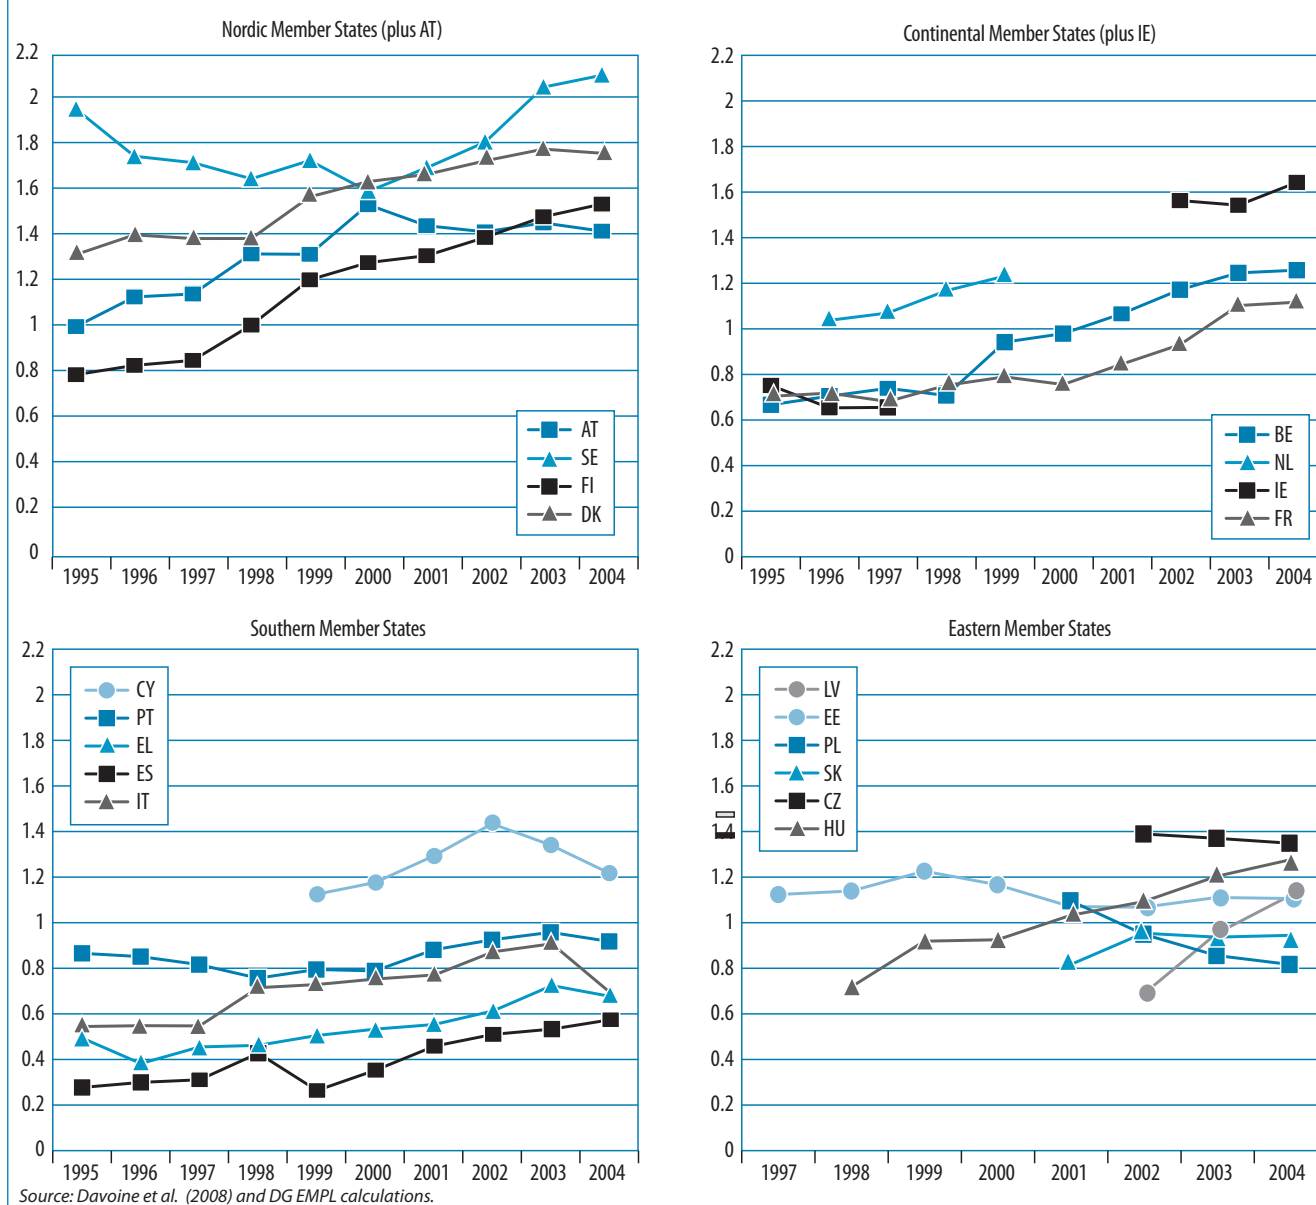 Nordic Member States (plus AT)
2.2
2
1.8
1.6
1.4
1.2
1
0.8
0.6
0.4
0.2
0
AT
SE
FI
DK
1995 1996 1997 1998 1999 2000 2001 2002 2003 2004
Continental Member States (plus IE)
2.2
2
1.8
1.6
1.4
1.2
1
0.8
0.6
0.4
0.2
0
BE
NL
IE
FR
1995 1996 1997 1998 1999 2000 2001 2002 2003 2004
Southern Member States
2.2
2
1.8
1.6
1.4
1.2
1
0.8
0.6
0.4
0.2
0
CY
PT
EL
ES
IT
1995 1996 1997 1998 1999 2000 2001 2002 2003 2004
Eastern Member States
2.2
2
1.8
1.6
1.4
1.2
1
0.8
0.6
0.4
0.2
0
LV
EE
PL
SK
CZ
HU
1997 1998 1999 2000 2001 2002 2003 2004
Source: Davoine et al. (2008) and DG EMPL calculations.